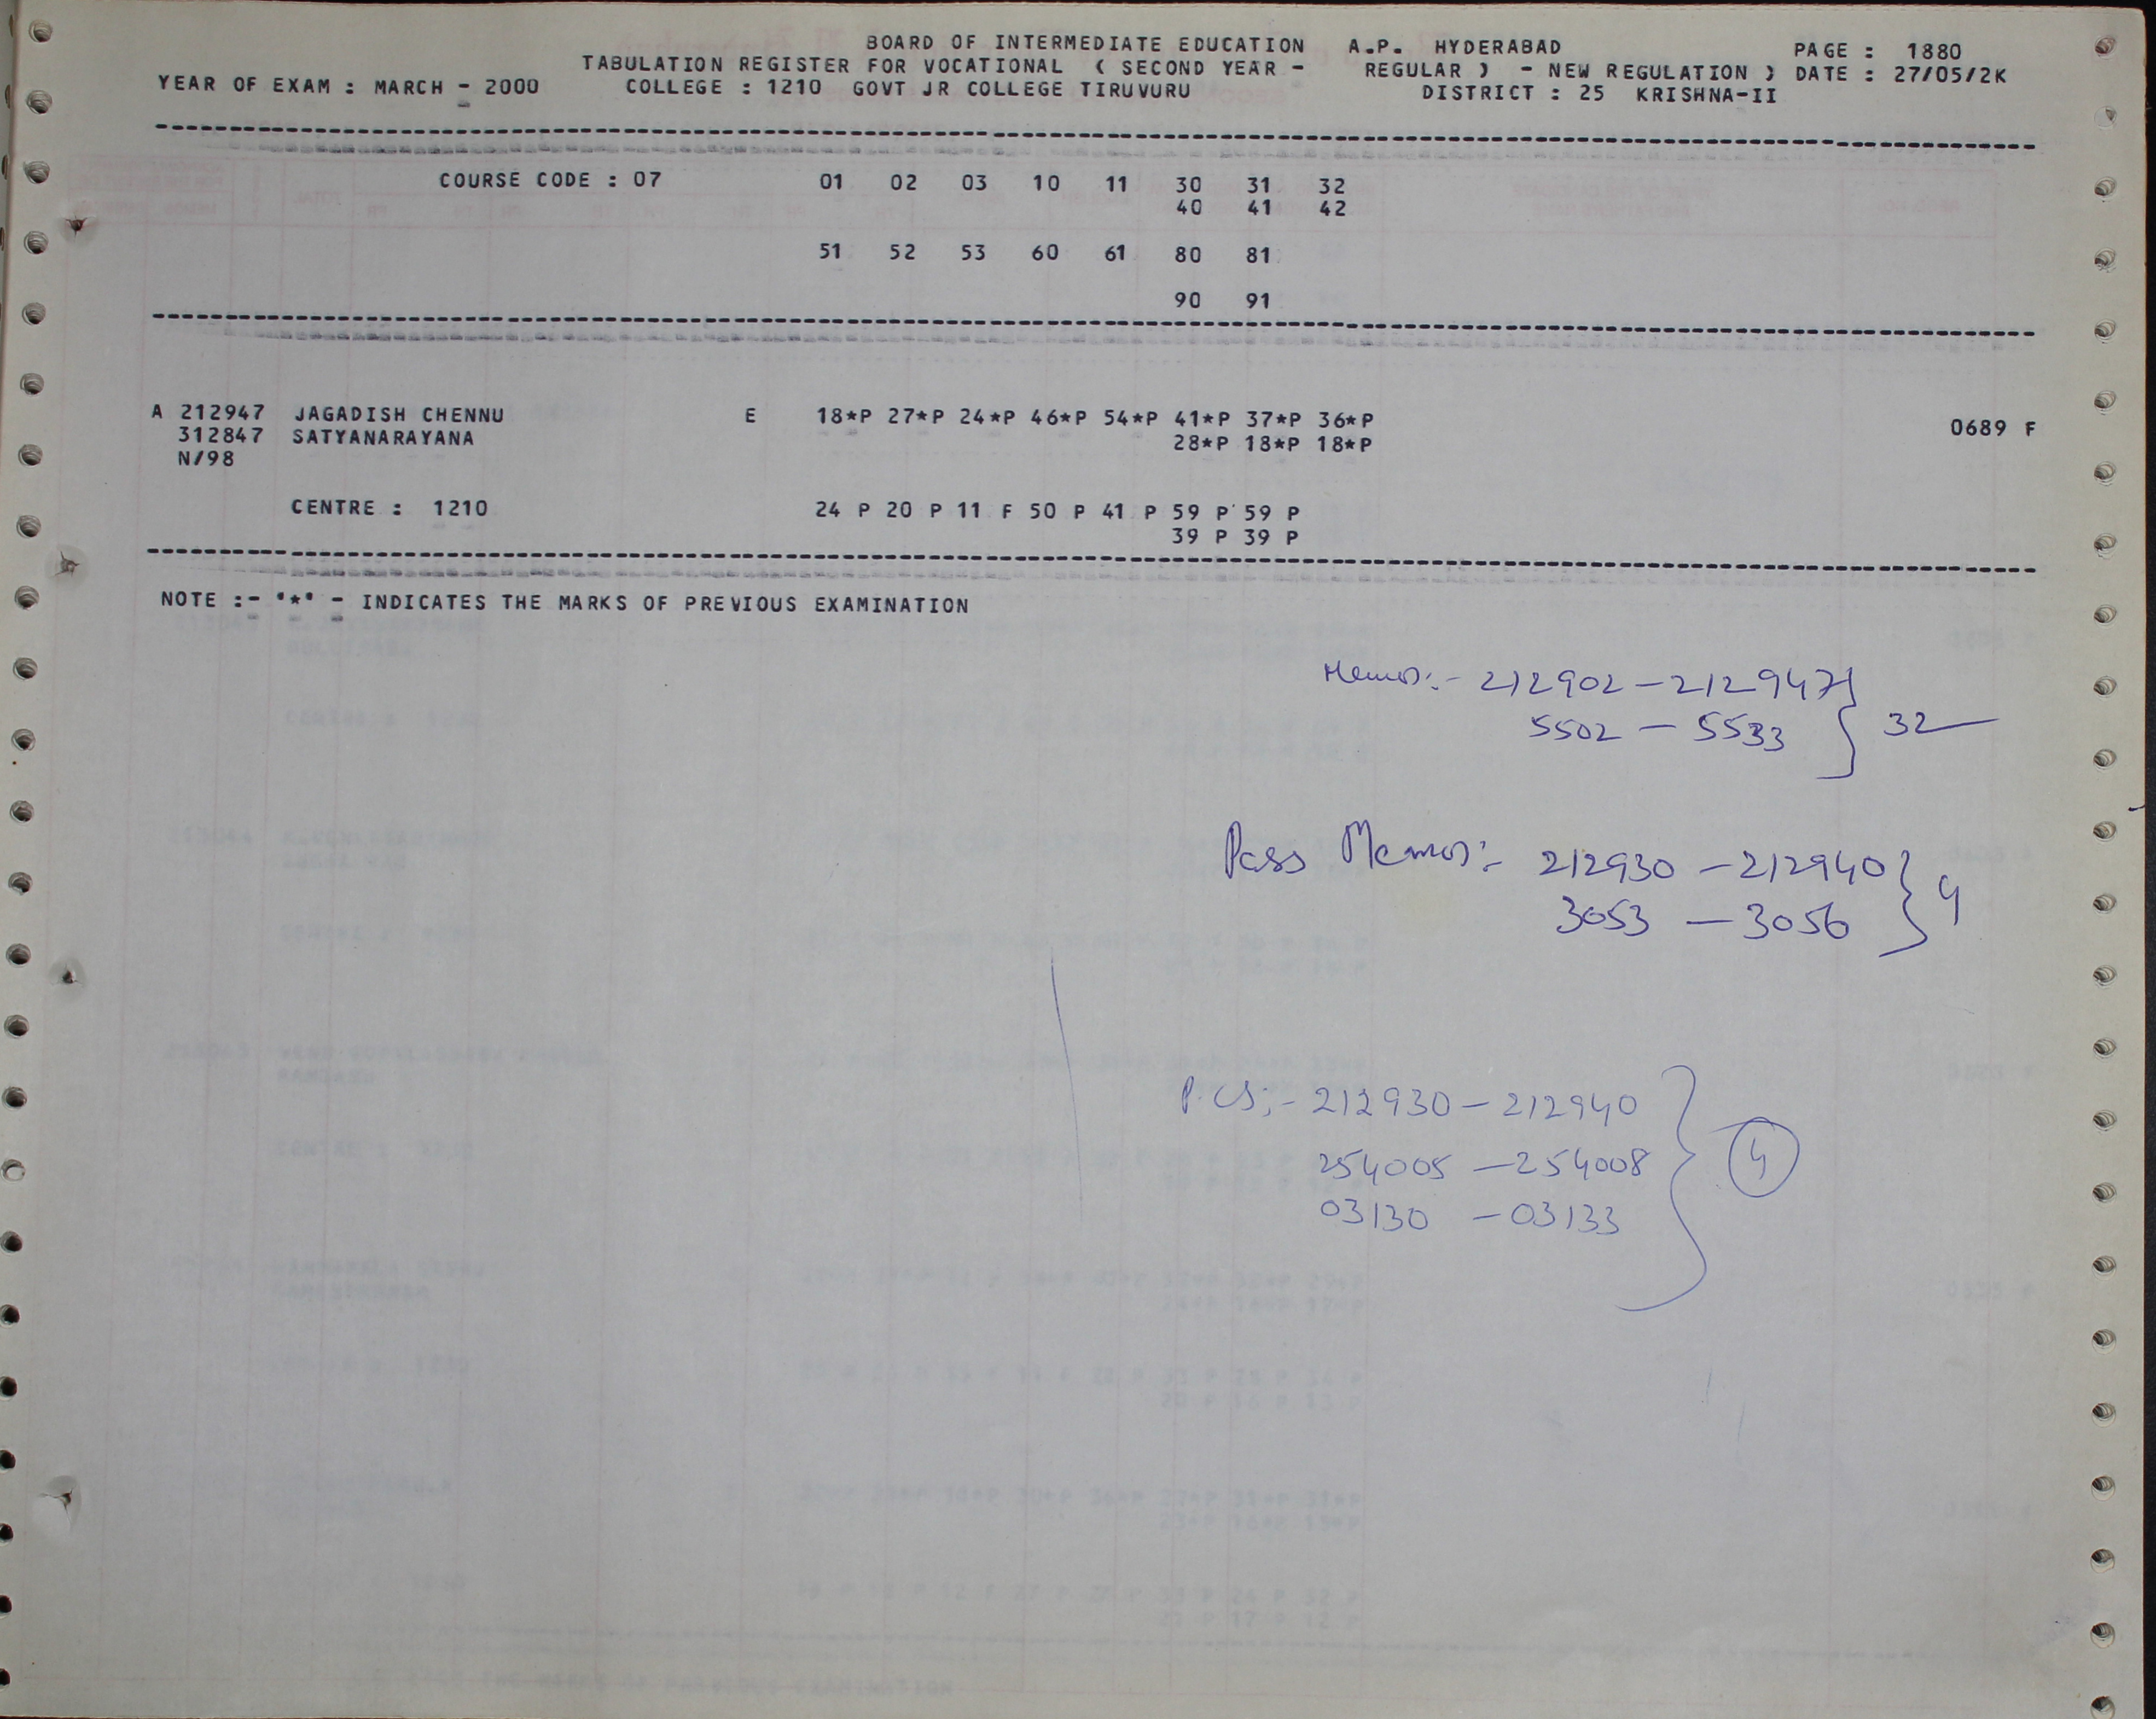 BOARD OF INTERMEDIATE EDUCATION A.P. HYDERABAD PAGE : 1880
TABULATION REGISTER FOR VOCATIONAL ( SECOND YEAR - REGULAR ) - NEW REGULATION ) DATE : 27/05/2K
YEAR OF EXAM : MARCH - 2000 COLLEGE : 1210 GOVT JR COLLEGE TIRUVURU DISTRICT : 25 KRISHNA-II
COURSE CODE : 07 01 02 03 10 11 30 31 32
40 41 42
51 52 53 60 61 80 81
90 91
A 212947 JAGADISH CHENNU E 18*P 27*P 24*P 46*P 54*P 41*P 37*P 36*P 0689 F
312847 SATYANARAYANA 28*P 18*P 18*P
N/98
CENTRE : 1210 24 P 20 P 11 F 50 P 41 P 59 P 59 P
39 P 39 P
NOTE :- "*" - INDICATES THE MARKS OF PREVIOUS EXAMINATION
Memos:- 212902 - 212947
5502 - 5533 } 32
Pass Memos:- 212930 - 212940
3053 - 3056 } 4
P.Cs:- 212930 - 212940
254005 - 254008 } 4
03130 - 03133